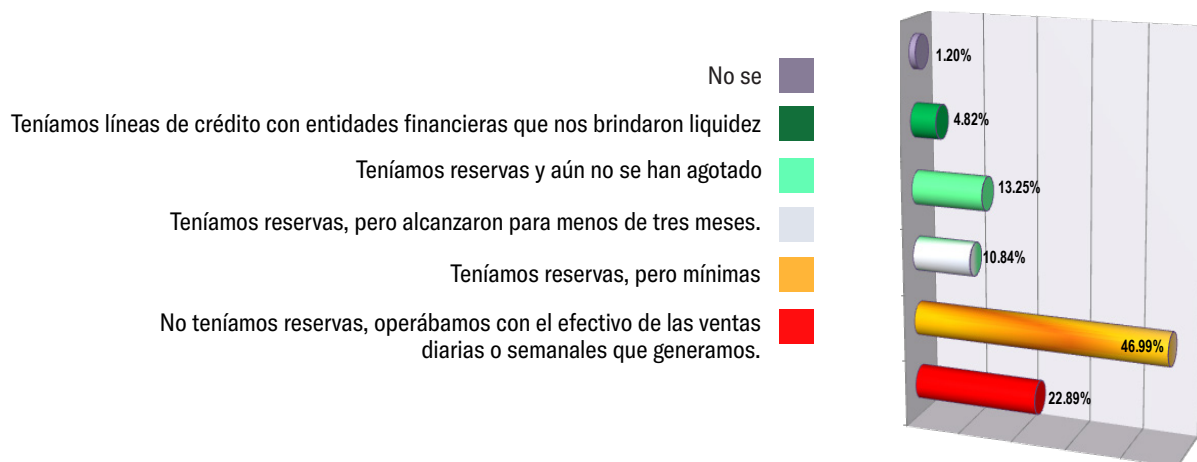 No se
Teníamos líneas de crédito con entidades financieras que nos brindaron liquidez
Teníamos reservas y aún no se han agotado
Teníamos reservas, pero alcanzaron para menos de tres meses.
Teníamos reservas, pero mínimas
No teníamos reservas, operábamos con el efectivo de las ventas
diarias o semanales que generamos.
1.20%
4.82%
13.25%
10.84%
46.99%
22.89%